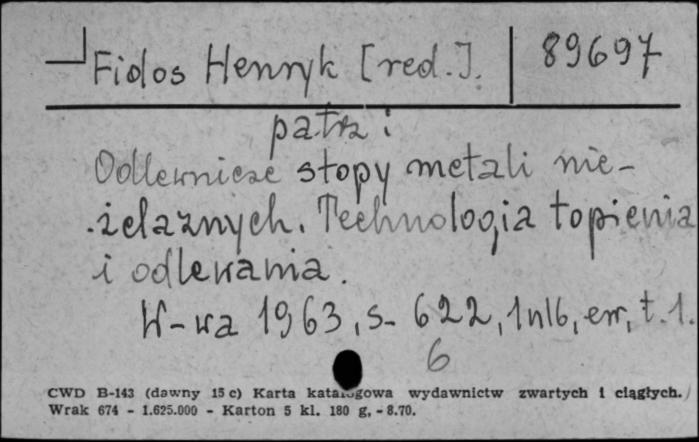 Fidos Henryk [red.]. 89697
patrz:
Odlewnicze stopy metali nie-
żelaznych. Technologia topienia
i odlewania.
W-wa 1963, s. 622, 1 nlb, err, t. 1.
6
CWD B-143 (dawny 15 c) Karta katalogowa wydawnictw zwartych i ciągłych.
Wrak 674 - 1.625.000 - Karton 5 kl. 180 g, - 8.70.